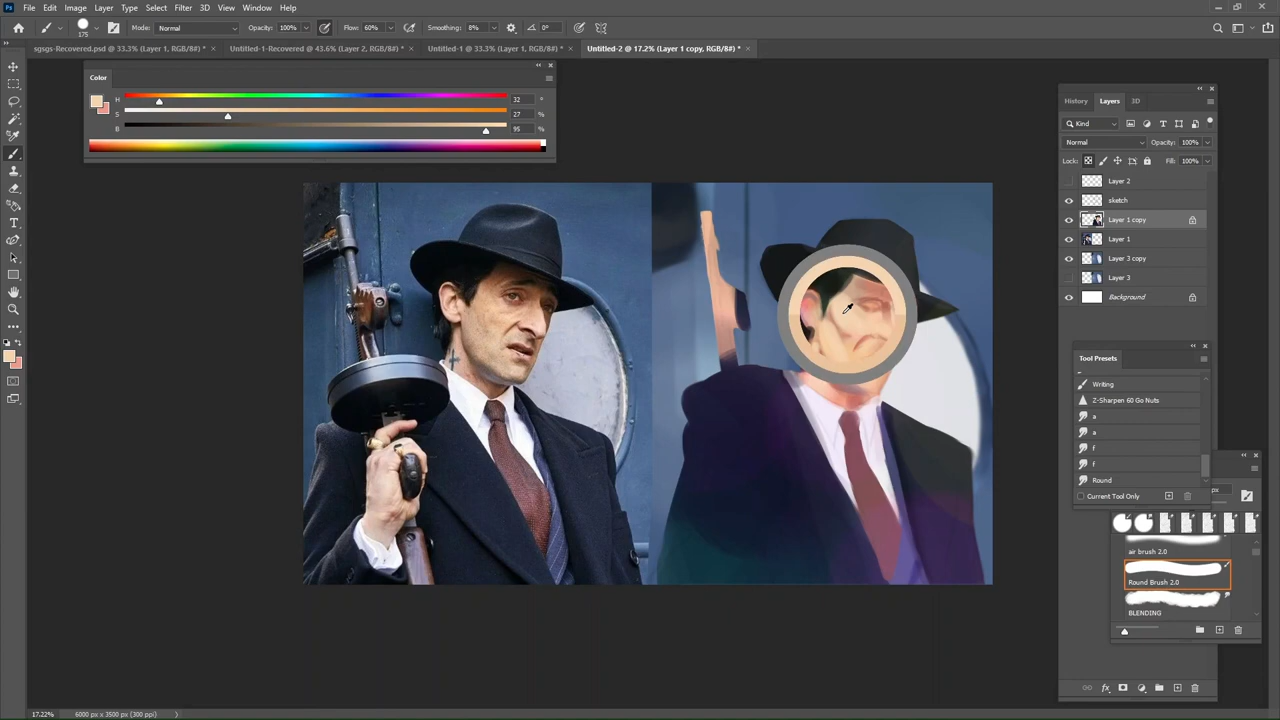 Ps File Edit Image Layer Type Select Filter 3D View Window Help
175 Mode: Normal Opacity: 100% Flow: 60% Smoothing: 8% 0°
sgsgs-Recovered.psd @ 33.3% (Layer 1, RGB/8#) * × Untitled-1-Recovered @ 43.6% (Layer 2, RGB/8#) * × Untitled-1 @ 33.3% (Layer 1, RGB/8#) * × Untitled-2 @ 17.2% (Layer 1 copy, RGB/8#) * ×
Color
H 32 °
S 27 %
B 95 %
History Layers 3D
Kind
Normal Opacity: 100%
Lock: Fill: 100%
Layer 2
sketch
Layer 1 copy
Layer 1
Layer 3 copy
Layer 3
Background
Tool Presets
Writing
Z-Sharpen 60 Go Nuts
a
a
f
f
Round
Current Tool Only
px
air brush 2.0
Round Brush 2.0
BLENDING
fx
17.22% 6000 px x 3500 px (300 ppi)